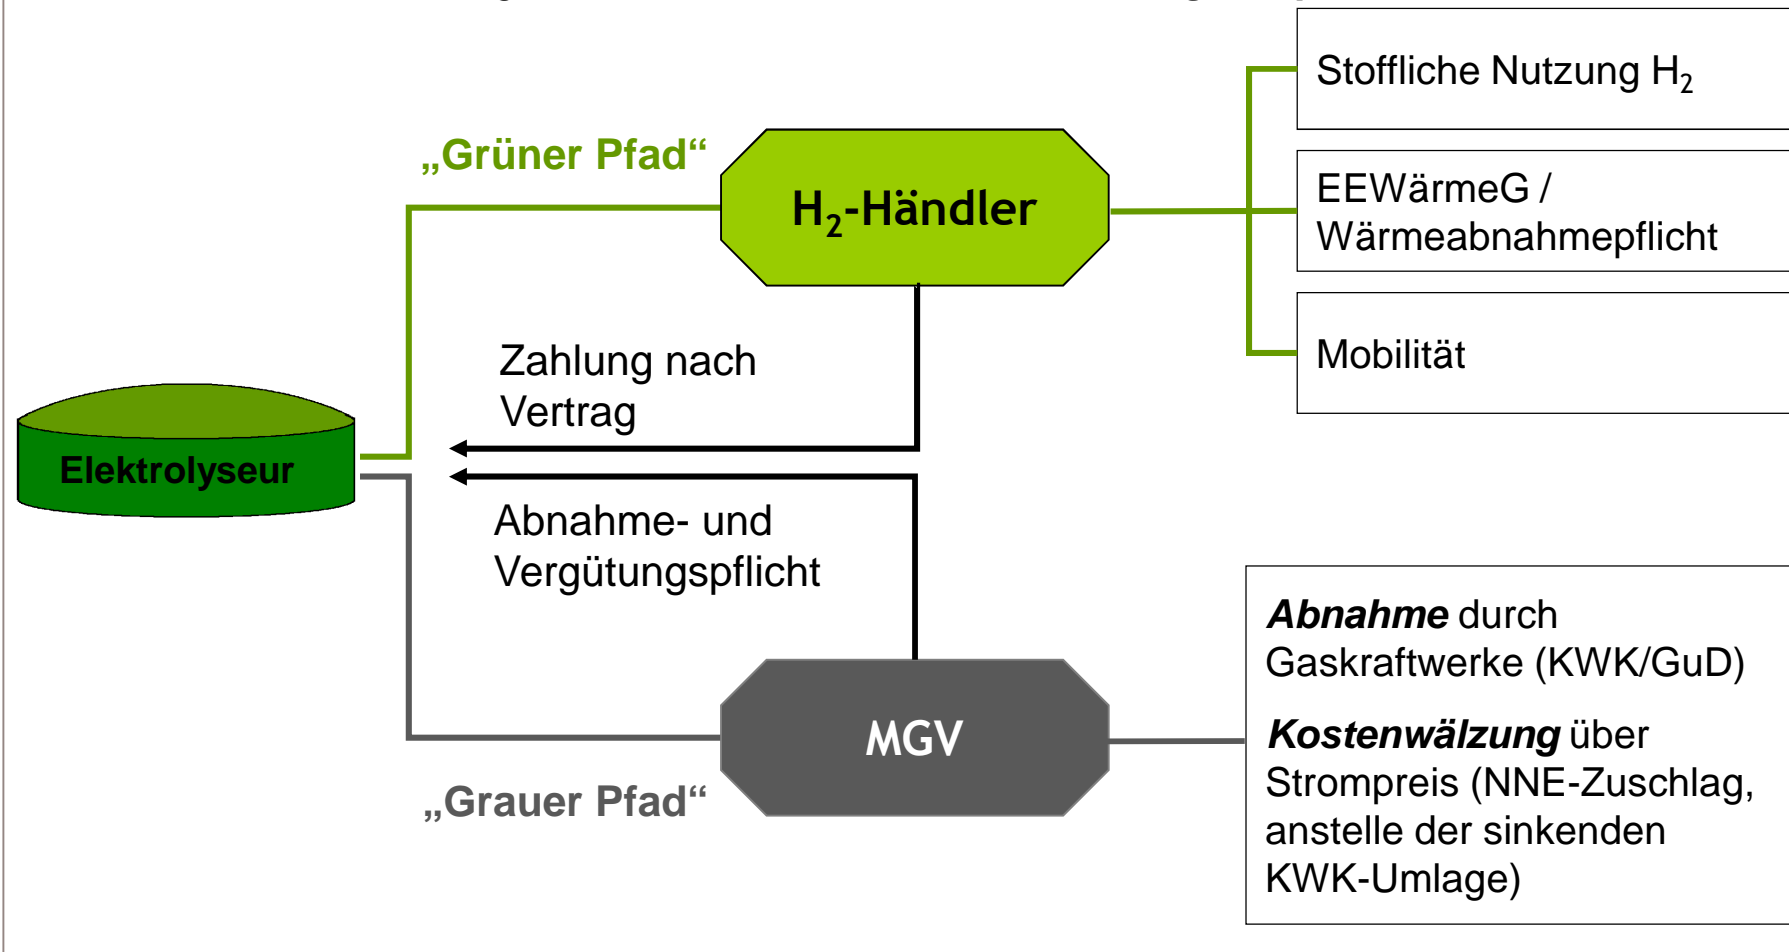 Stoffliche Nutzung H₂
„Grüner Pfad“
H₂-Händler
EEWärmeG /
Wärmeabnahmepflicht
Zahlung nach
Vertrag
Mobilität
Elektrolyseur
Abnahme- und
Vergütungspflicht
Abnahme durch
Gaskraftwerke (KWK/GuD)
Kostenwälzung über
Strompreis (NNE-Zuschlag,
anstelle der sinkenden
KWK-Umlage)
MGV
„Grauer Pfad“